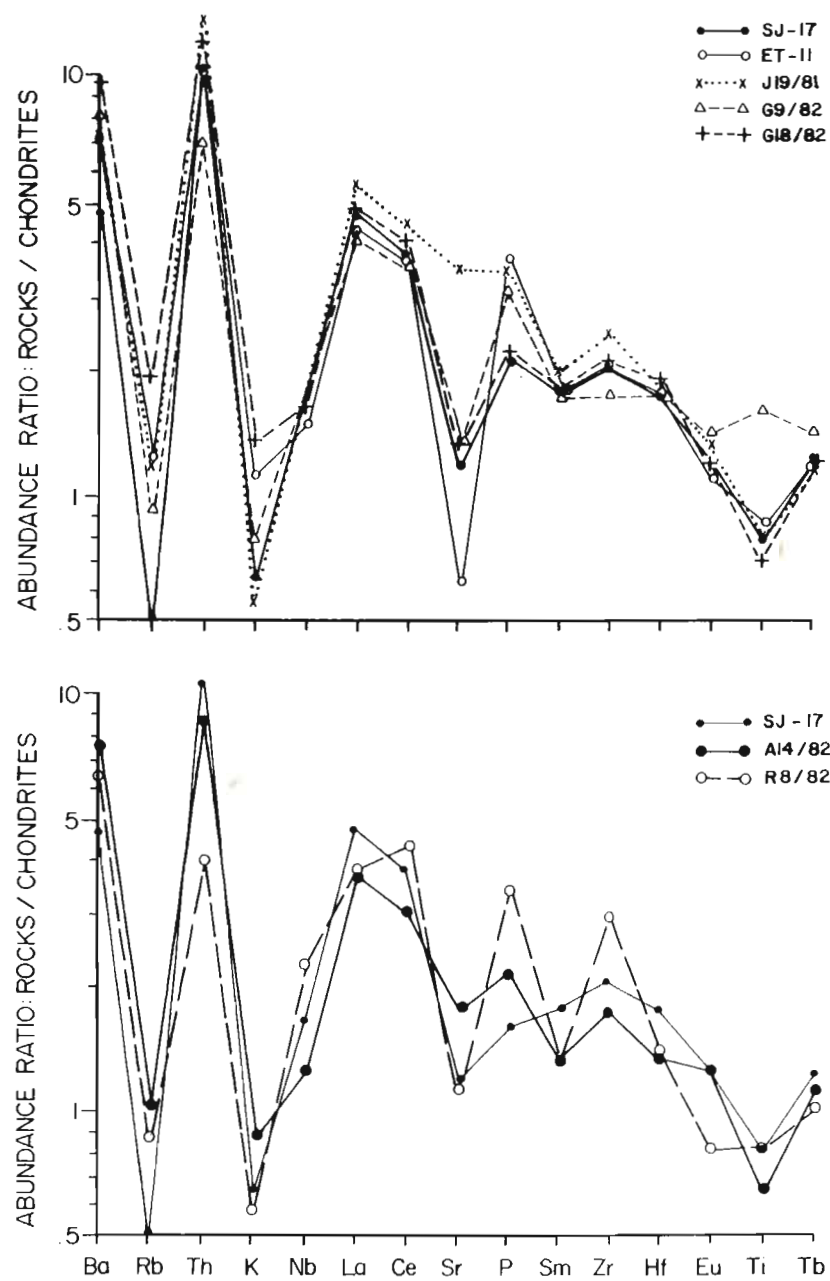 ABUNDANCE RATIO: ROCKS / CHONDRITES
10
5
1
.5
SJ-17
ET-11
J19/81
G9/82
G18/82
ABUNDANCE RATIO: ROCKS / CHONDRITES
10
5
1
.5
SJ-17
A14/82
R8/82
Ba Rb Th K Nb La Ce Sr P Sm Zr Hf Eu Ti Tb